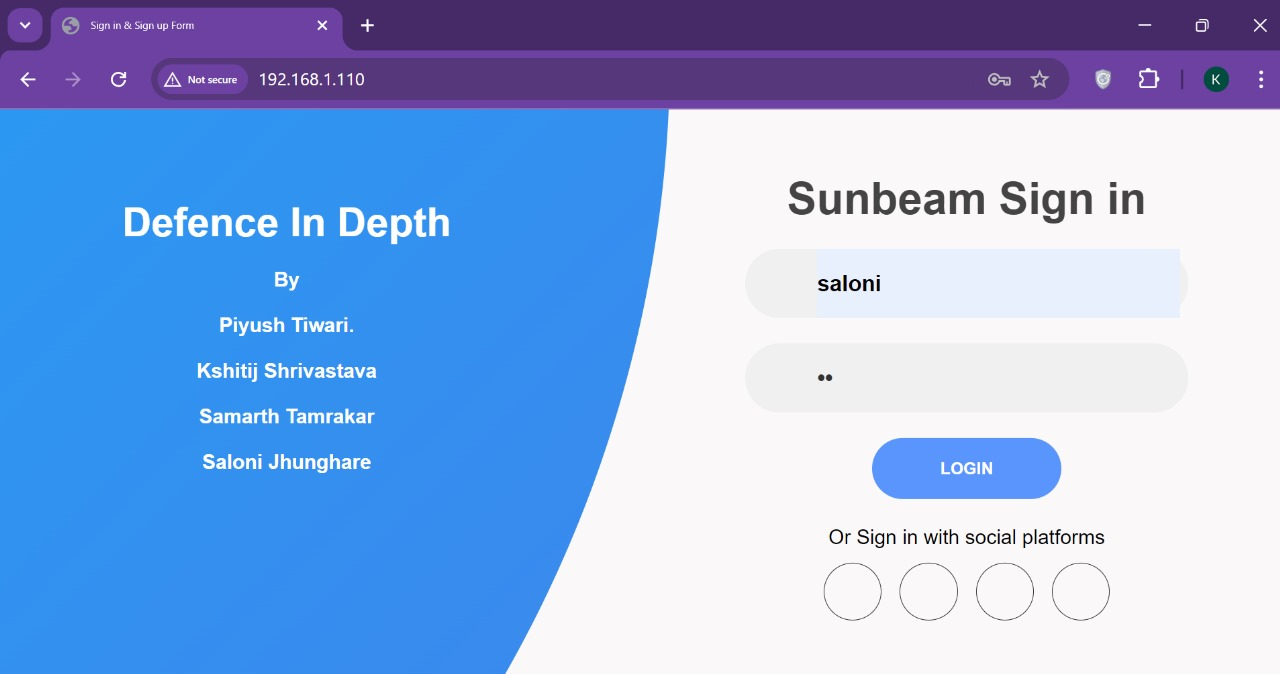 Sign in & Sign up Form
Not secure
192.168.1.110
K
Defence In Depth
By
Piyush Tiwari.
Kshitij Shrivastava
Samarth Tamrakar
Saloni Jhunghare
Sunbeam Sign in
saloni
••
LOGIN
Or Sign in with social platforms